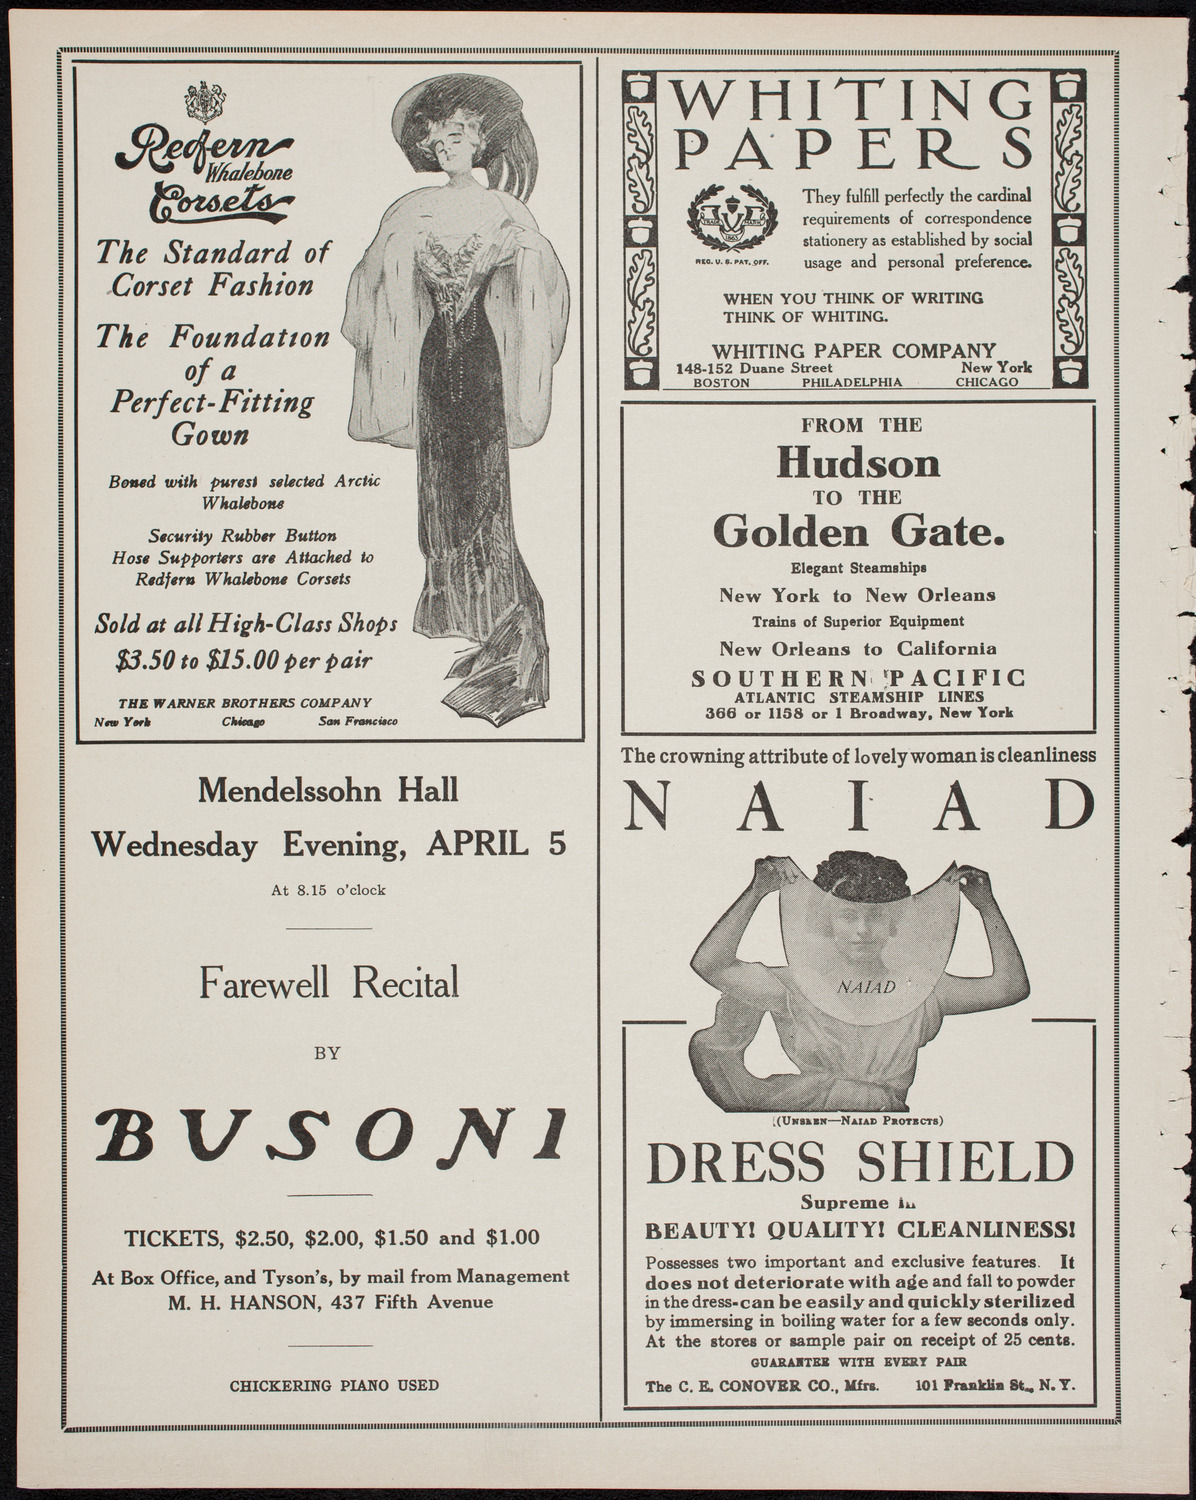 Redfern
Whalebone
Corsets
The Standard of
Corset Fashion
The Foundation
of a
Perfect-Fitting
Gown
Boned with purest selected Arctic
Whalebone
Security Rubber Button
Hose Supporters are Attached to
Redfern Whalebone Corsets
Sold at all High-Class Shops
$3.50 to $15.00 per pair
THE WARNER BROTHERS COMPANY
New York Chicago San Francisco
Mendelssohn Hall
Wednesday Evening, APRIL 5
At 8.15 o'clock
Farewell Recital
BY
BUSONI
TICKETS, $2.50, $2.00, $1.50 and $1.00
At Box Office, and Tyson's, by mail from Management
M. H. HANSON, 437 Fifth Avenue
CHICKERING PIANO USED
WHITING
PAPERS
TRADE MARK
1865
REG. U. S. PAT. OFF.
They fulfill perfectly the cardinal
requirements of correspondence
stationery as established by social
usage and personal preference.
WHEN YOU THINK OF WRITING
THINK OF WHITING.
WHITING PAPER COMPANY
148-152 Duane Street New York
BOSTON PHILADELPHIA CHICAGO
FROM THE
Hudson
TO THE
Golden Gate.
Elegant Steamships
New York to New Orleans
Trains of Superior Equipment
New Orleans to California
SOUTHERN PACIFIC
ATLANTIC STEAMSHIP LINES
366 or 1158 or 1 Broadway, New York
The crowning attribute of lovely woman is cleanliness
NAIAD
NAIAD
(UNSEEN—NAIAD PROTECTS)
DRESS SHIELD
Supreme in
BEAUTY! QUALITY! CLEANLINESS!
Possesses two important and exclusive features. It
does not deteriorate with age and fall to powder
in the dress-can be easily and quickly sterilized
by immersing in boiling water for a few seconds only.
At the stores or sample pair on receipt of 25 cents.
GUARANTEE WITH EVERY PAIR
The C. E. CONOVER CO., Mfrs. 101 Franklin St., N. Y.